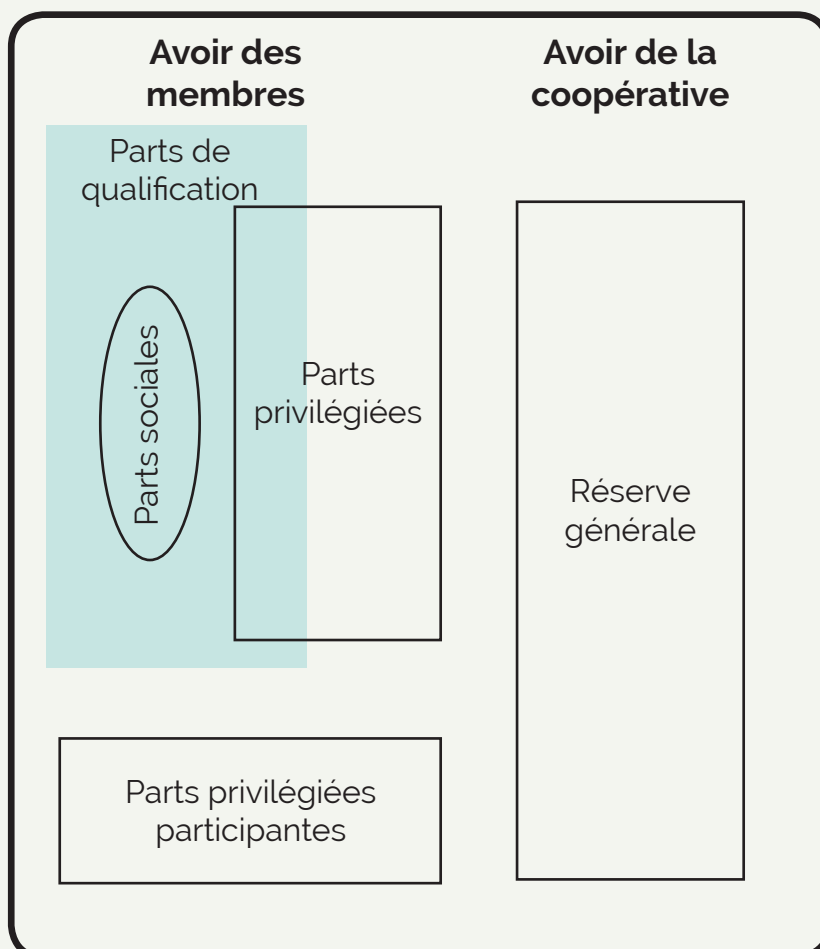 Avoir des
membres
Avoir de la
coopérative
Parts de
qualification
Parts sociales
Parts
privilégiées
Réserve
générale
Parts privilégiées
participantes